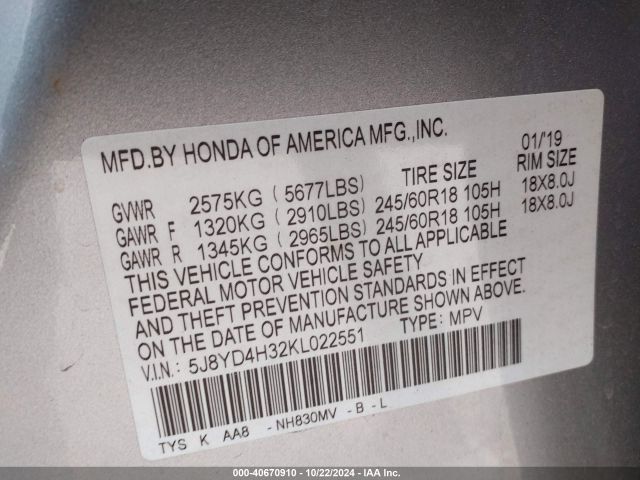 MFD.BY HONDA OF AMERICA MFG.,INC. 01/'19
TIRE SIZE RIM SIZE
GVWR 2575KG ( 5677LBS)
GAWR F 1320KG ( 2910LBS) 245/60R18 105H 18X8.0J
GAWR R 1345KG ( 2965LBS) 245/60R18 105H 18X8.0J
THIS VEHICLE CONFORMS TO ALL APPLICABLE
FEDERAL MOTOR VEHICLE SAFETY
AND THEFT PREVENTION STANDARDS IN EFFECT
ON THE DATE OF MANUFACTURE SHOWN ABOVE.
V.I.N.: 5J8YD4H32KL022551 TYPE: MPV
TYS K AA8 - NH830MV - B - L
000-40670910 - 10/22/2024 - IAA Inc.